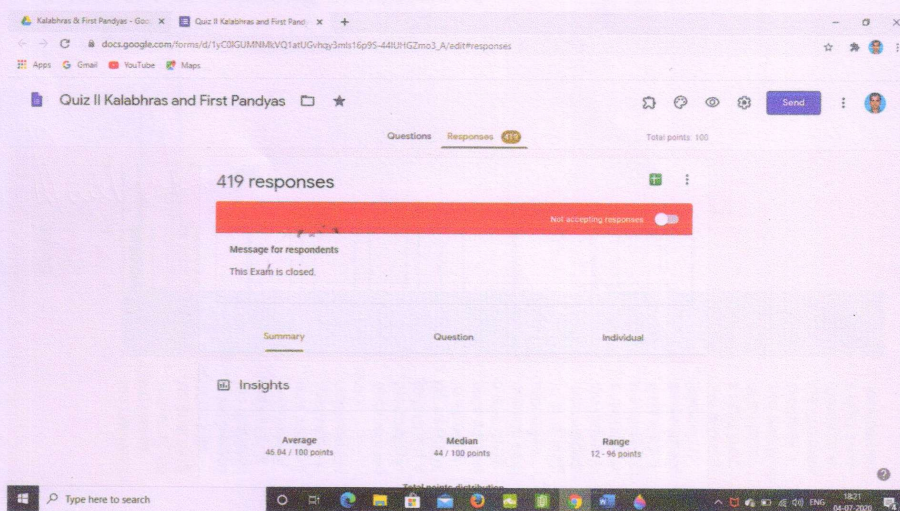 Kalabhras & First Pandyas - Goo
Quiz II Kalabhras and First Pand
Apps Gmail YouTube Maps
Quiz II Kalabhras and First Pandyas
Send
Questions Responses 419
Total points: 100
419 responses
Not accepting responses
Message for respondents
This Exam is closed.
Summary Question Individual
Insights
Average Median Range
46.04 / 100 points 44 / 100 points 12 - 96 points
Total points distribution
Type here to search
ENG
18:21
04-07-2020